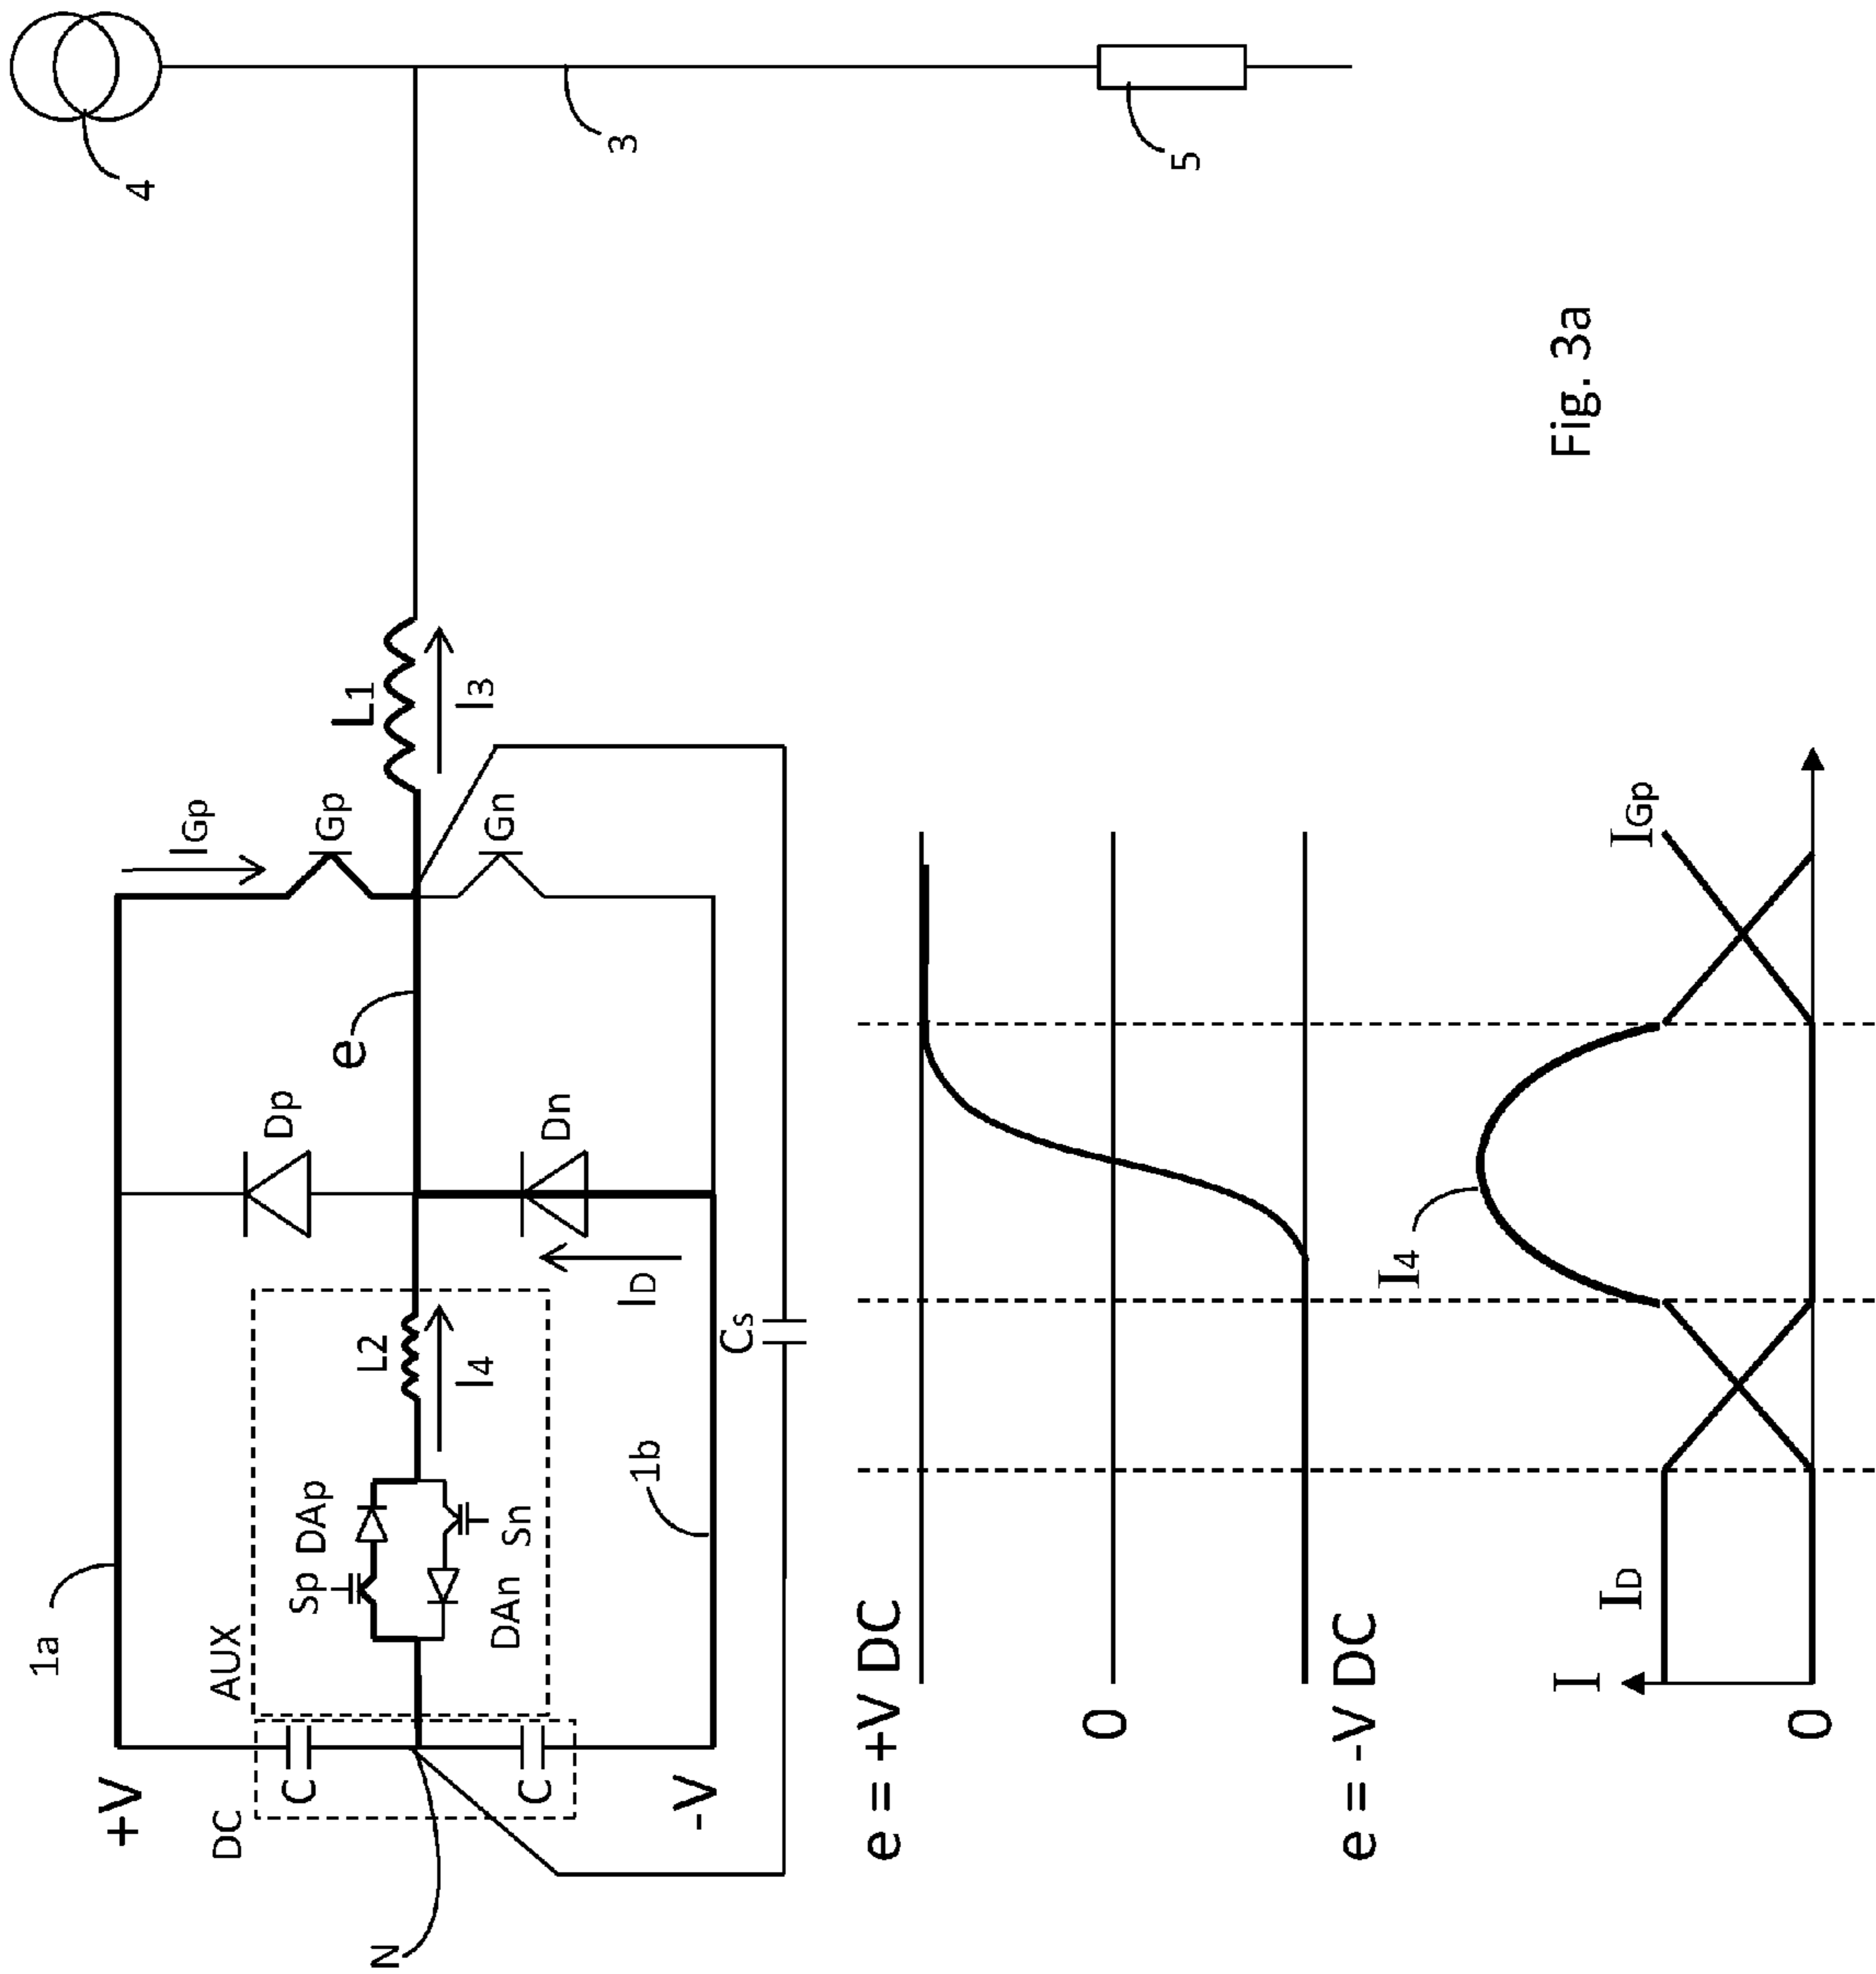 4
3
5
1a
+V
DC
AUX
C
C
-V
N
Sp
DAp
DAn
Sn
L2
I4
1b
ID
Dp
Dn
e
IGp
Gp
Gn
L1
I3
Cs
e = +V DC
0
e = -V DC
I
ID
I4
IGp
0
Fig. 3a